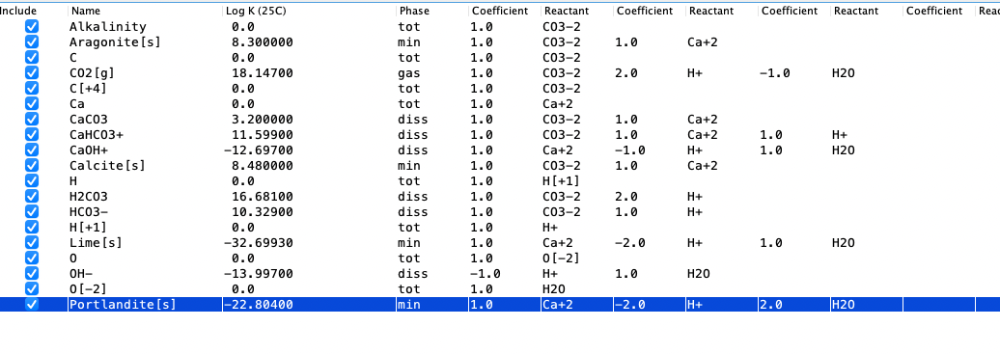 Include Name Log K (25C) Phase Coefficient Reactant Coefficient Reactant Coefficient Reactant Coefficient Reac
Alkalinity 0.0 tot 1.0 CO3-2
Aragonite[s] 8.300000 min 1.0 CO3-2 1.0 Ca+2
C 0.0 tot 1.0 CO3-2
CO2[g] 18.14700 gas 1.0 CO3-2 2.0 H+ -1.0 H2O
C[+4] 0.0 tot 1.0 CO3-2
Ca 0.0 tot 1.0 Ca+2
CaCO3 3.200000 diss 1.0 CO3-2 1.0 Ca+2
CaHCO3+ 11.59900 diss 1.0 CO3-2 1.0 Ca+2 1.0 H+
CaOH+ -12.69700 diss 1.0 Ca+2 -1.0 H+ 1.0 H2O
Calcite[s] 8.480000 min 1.0 CO3-2 1.0 Ca+2
H 0.0 tot 1.0 H[+1]
H2CO3 16.68100 diss 1.0 CO3-2 2.0 H+
HCO3- 10.32900 diss 1.0 CO3-2 1.0 H+
H[+1] 0.0 tot 1.0 H+
Lime[s] -32.69930 min 1.0 Ca+2 -2.0 H+ 1.0 H2O
O 0.0 tot 1.0 O[-2]
OH- -13.99700 diss -1.0 H+ 1.0 H2O
O[-2] 0.0 tot 1.0 H2O
Portlandite[s] -22.80400 min 1.0 Ca+2 -2.0 H+ 2.0 H2O